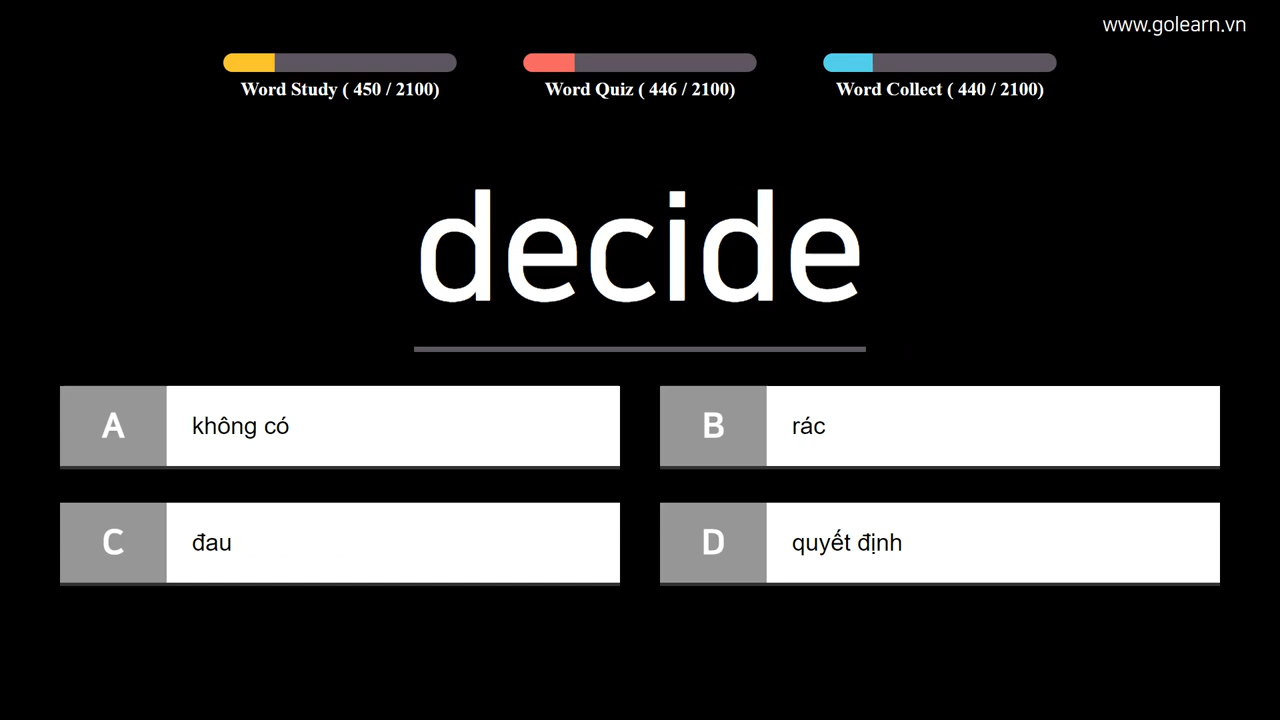 www.golearn.vn
Word Study ( 450 / 2100)
Word Quiz ( 446 / 2100)
Word Collect ( 440 / 2100)
decide
A không có
B rác
C đau
D quyết định